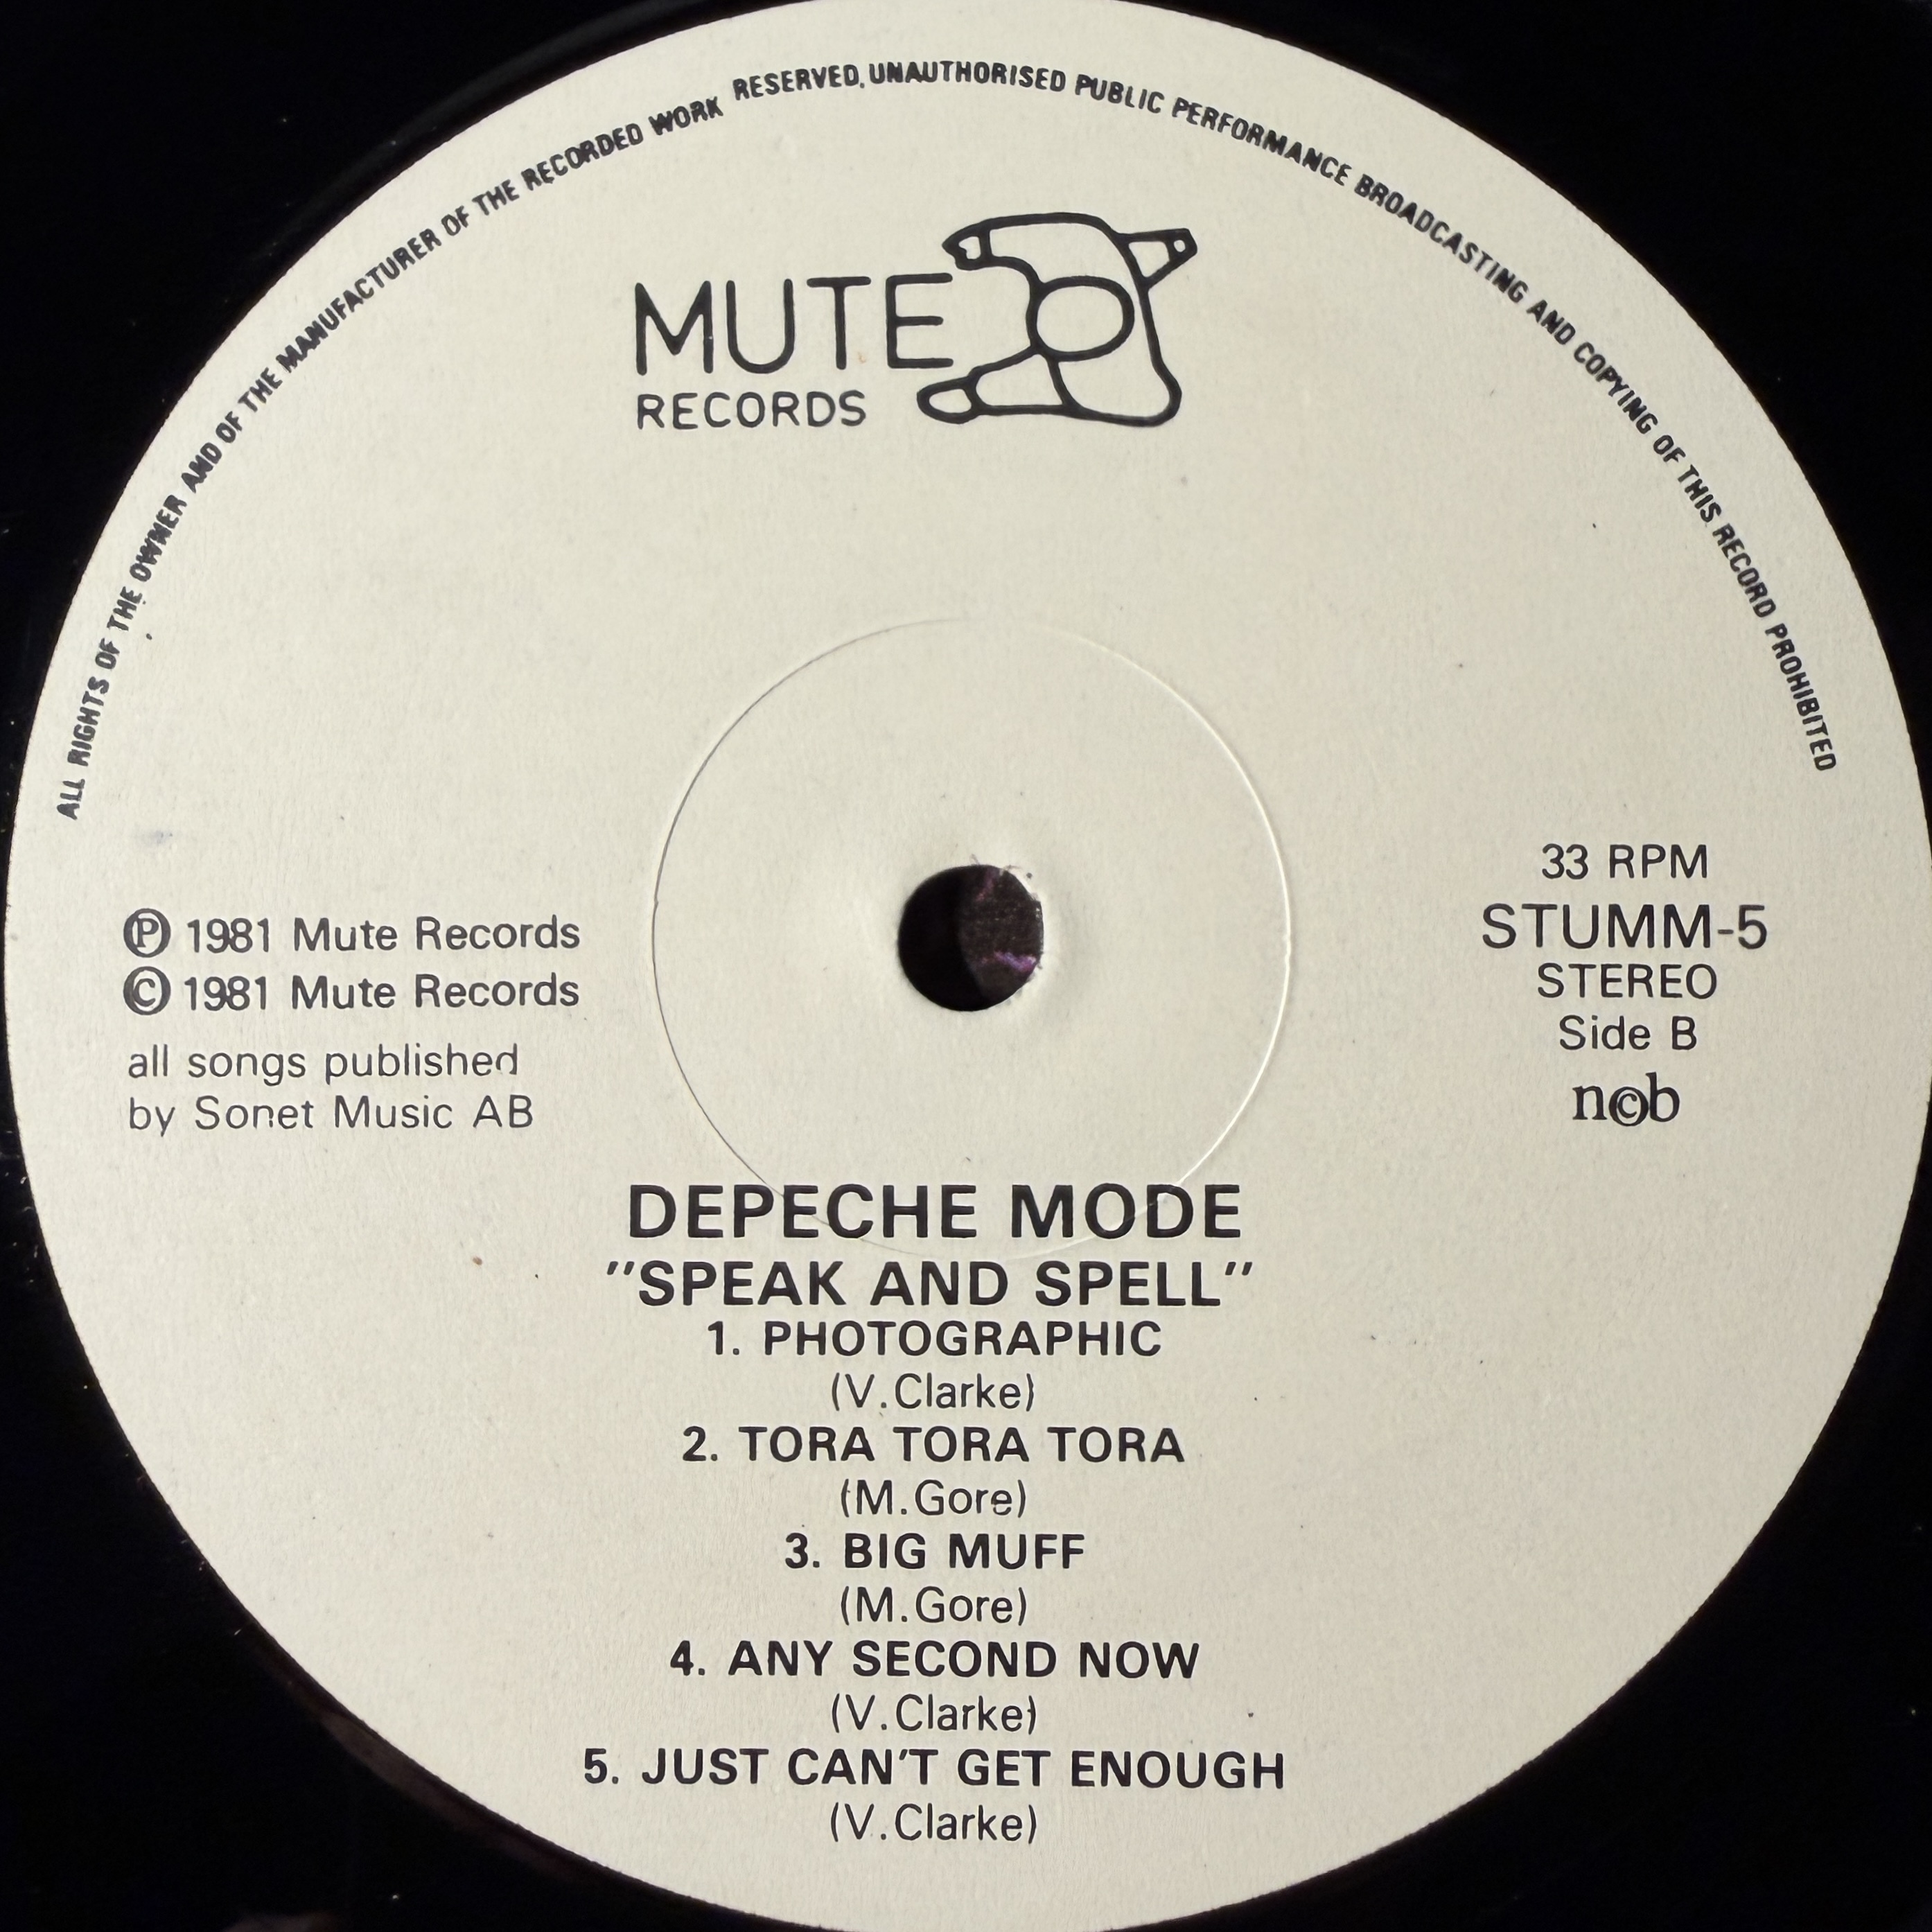 ALL RIGHTS OF THE OWNER AND OF THE MANUFACTURER OF THE RECORDED WORK RESERVED, UNAUTHORISED PUBLIC PERFORMANCE BROADCASTING AND COPYING OF THIS RECORD PROHIBITED
MUTE
RECORDS
℗ 1981 Mute Records
© 1981 Mute Records
all songs published
by Sonet Music AB
33 RPM
STUMM-5
STEREO
Side B
n©b
DEPECHE MODE
"SPEAK AND SPELL"
1. PHOTOGRAPHIC
(V.Clarke)
2. TORA TORA TORA
(M.Gore)
3. BIG MUFF
(M.Gore)
4. ANY SECOND NOW
(V.Clarke)
5. JUST CAN'T GET ENOUGH
(V.Clarke)